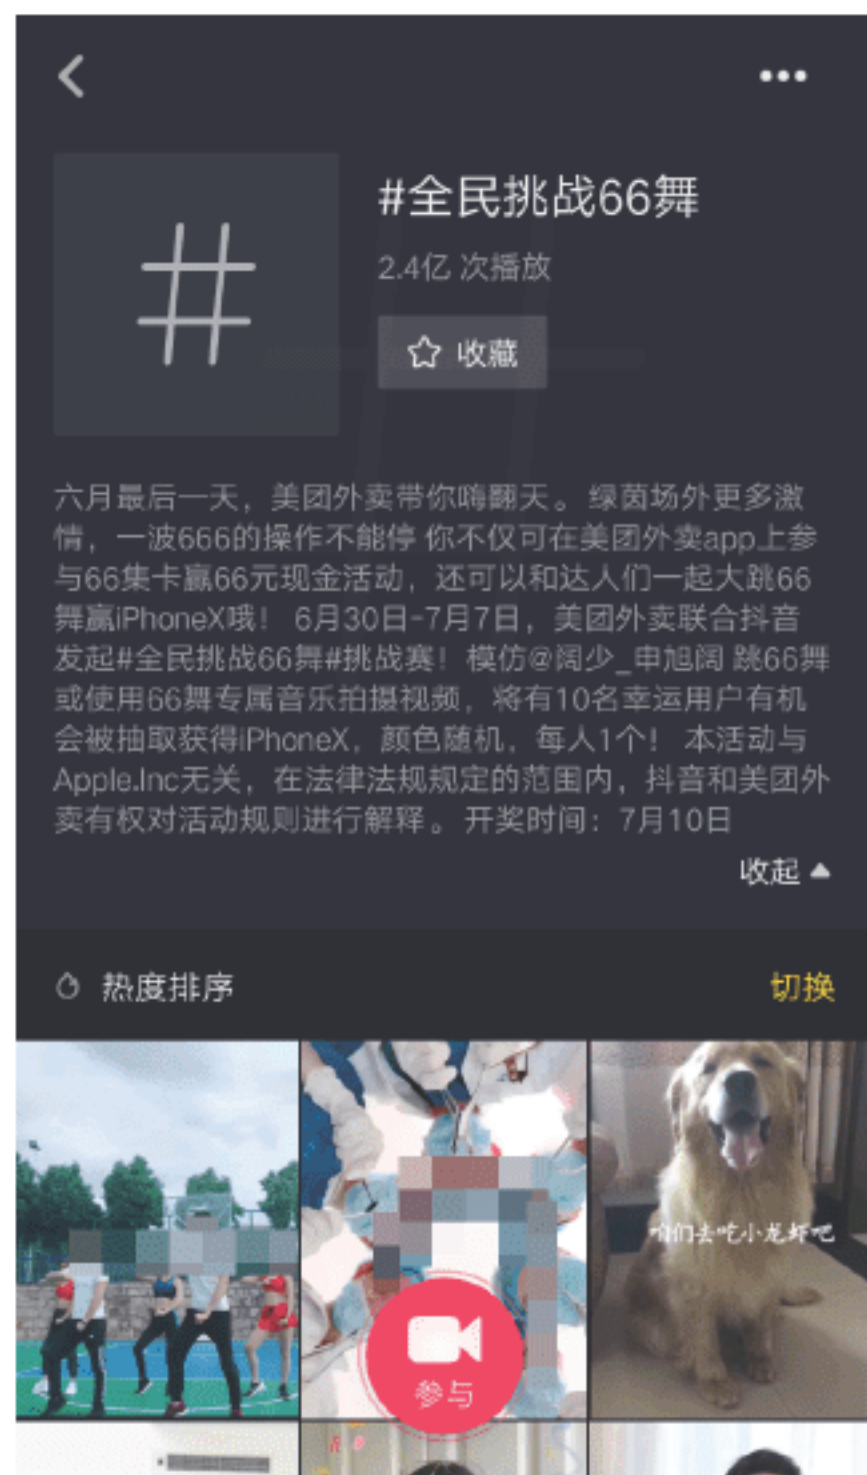 #全民挑战66舞
2.4亿 次播放
收藏
六月最后一天，美团外卖带你嗨翻天。绿茵场外更多激
情，一波666的操作不能停 你不仅可在美团外卖app上参
与66集卡赢66元现金活动，还可以和达人们一起大跳66
舞赢iPhoneX哦！ 6月30日-7月7日，美团外卖联合抖音
发起#全民挑战66舞#挑战赛！模仿@阔少_申旭阔 跳66舞
或使用66舞专属音乐拍摄视频，将有10名幸运用户有机
会被抽取获得iPhoneX，颜色随机，每人1个！ 本活动与
Apple.Inc无关，在法律法规规定的范围内，抖音和美团外
卖有权对活动规则进行解释。开奖时间：7月10日
收起
热度排序
切换
咱们去吃小龙虾吧
参与